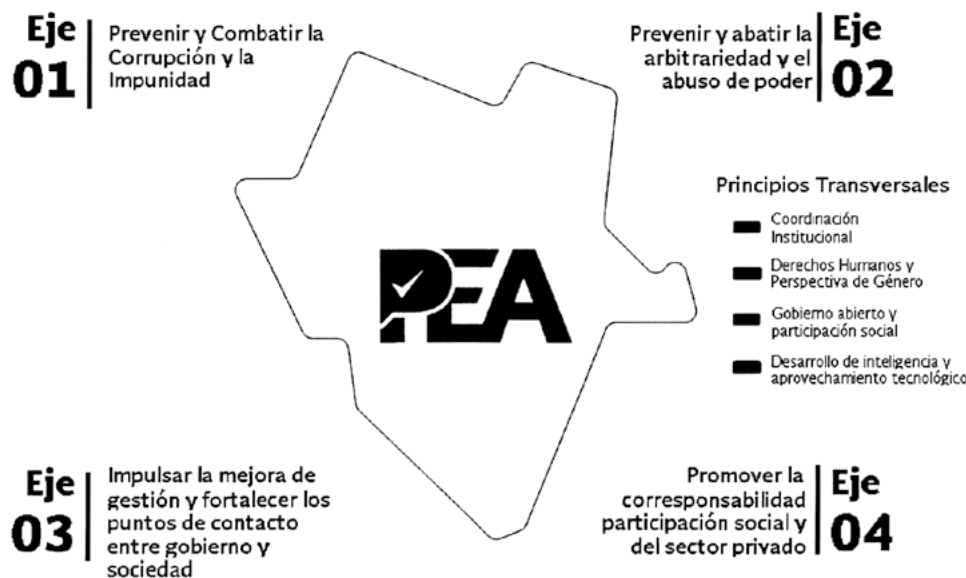 Eje
01
Prevenir y Combatir la
Corrupción y la
Impunidad
Prevenir y abatir la
arbitrariedad y el
abuso de poder
Eje
02
Principios Transversales
Coordinación
Institucional
Derechos Humanos y
Perspectiva de Género
Gobierno abierto y
participación social
Desarrollo de inteligencia y
aprovechamiento tecnológico
PEA
Eje
03
Impulsar la mejora de
gestión y fortalecer los
puntos de contacto
entre gobierno y
sociedad
Promover la
corresponsabilidad
participación social y
del sector privado
Eje
04